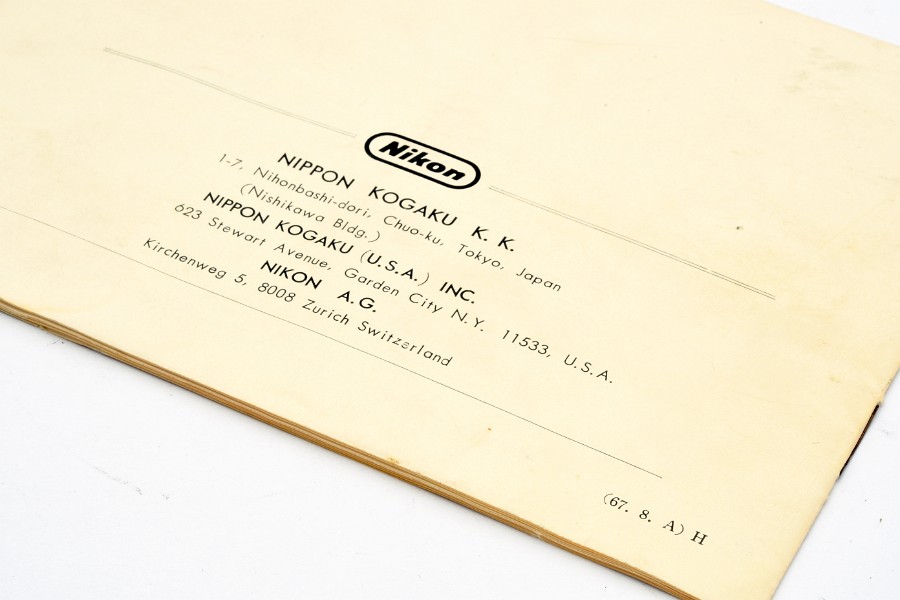 Nikon
NIPPON KOGAKU K. K.
1-7, Nihonbashi-dori, Chuo-ku, Tokyo, Japan
(Nishikawa Bldg.)
NIPPON KOGAKU (U.S.A.) INC.
623 Stewart Avenue, Garden City N.Y. 11533, U.S.A.
NIKON A.G.
Kirchenweg 5, 8008 Zurich Switzerland
(67. 8. A) H